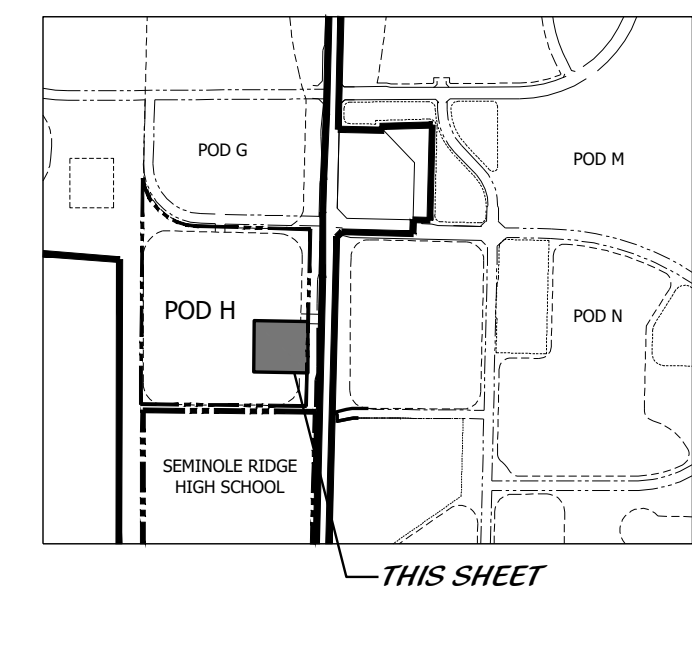 POD G
POD M
POD H
POD N
SEMINOLE RIDGE
HIGH SCHOOL
THIS SHEET